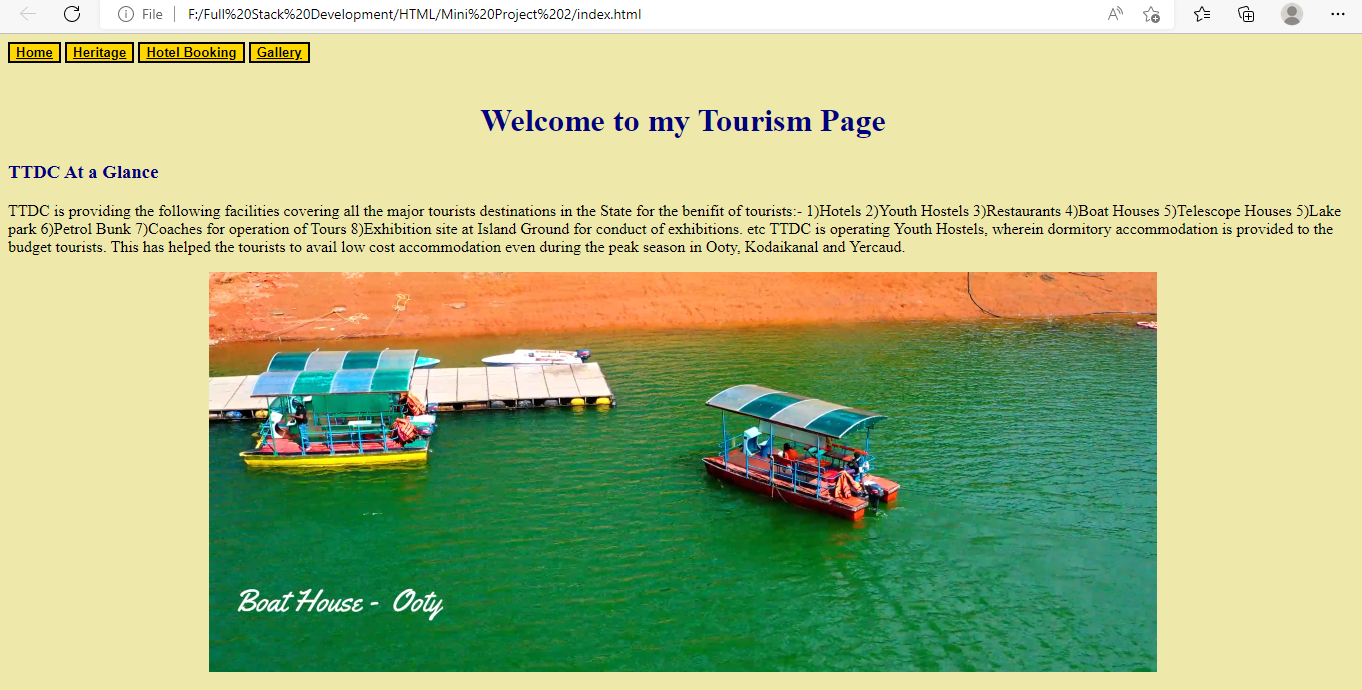 File F:/Full%20Stack%20Development/HTML/Mini%20Project%202/index.html
Home Heritage Hotel Booking Gallery
Welcome to my Tourism Page
TTDC At a Glance
TTDC is providing the following facilities covering all the major tourists destinations in the State for the benifit of tourists:- 1)Hotels 2)Youth Hostels 3)Restaurants 4)Boat Houses 5)Telescope Houses 5)Lake
park 6)Petrol Bunk 7)Coaches for operation of Tours 8)Exhibition site at Island Ground for conduct of exhibitions. etc TTDC is operating Youth Hostels, wherein dormitory accommodation is provided to the
budget tourists. This has helped the tourists to avail low cost accommodation even during the peak season in Ooty, Kodaikanal and Yercaud.
Boat House - Ooty